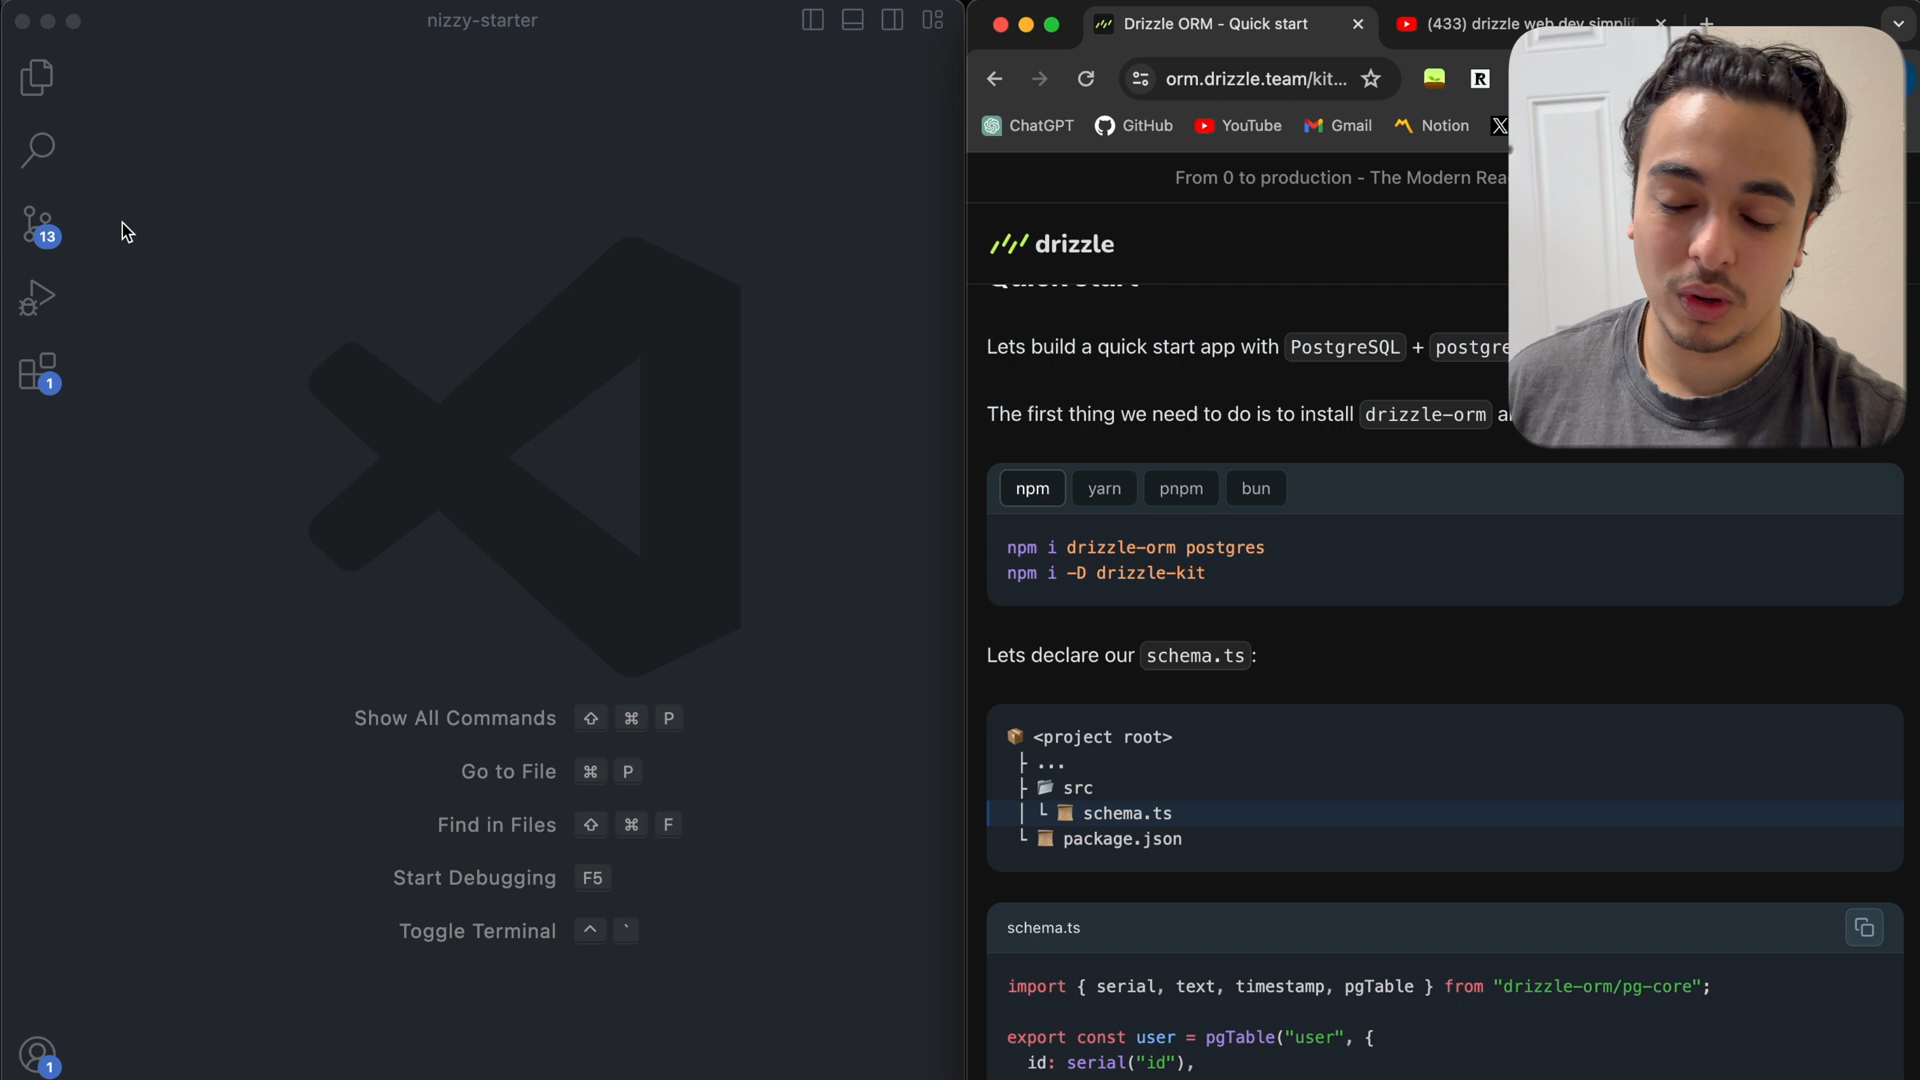 nizzy-starter
13
1
Show All Commands ⇧ ⌘ P
Go to File ⌘ P
Find in Files ⇧ ⌘ F
Start Debugging F5
Toggle Terminal ^ `
1
Drizzle ORM - Quick start
(433) drizzle web dev simplif
orm.drizzle.team/kit...
R
ChatGPT
GitHub
YouTube
Gmail
Notion
X
From 0 to production - The Modern Rea
drizzle
Quick start
Lets build a quick start app with PostgreSQL + postgre
The first thing we need to do is to install drizzle-orm a
npm
yarn
pnpm
bun
npm i drizzle-orm postgres
npm i -D drizzle-kit
Lets declare our schema.ts:
<project root>
...
src
schema.ts
package.json
schema.ts
import { serial, text, timestamp, pgTable } from "drizzle-orm/pg-core";
export const user = pgTable("user", {
id: serial("id"),